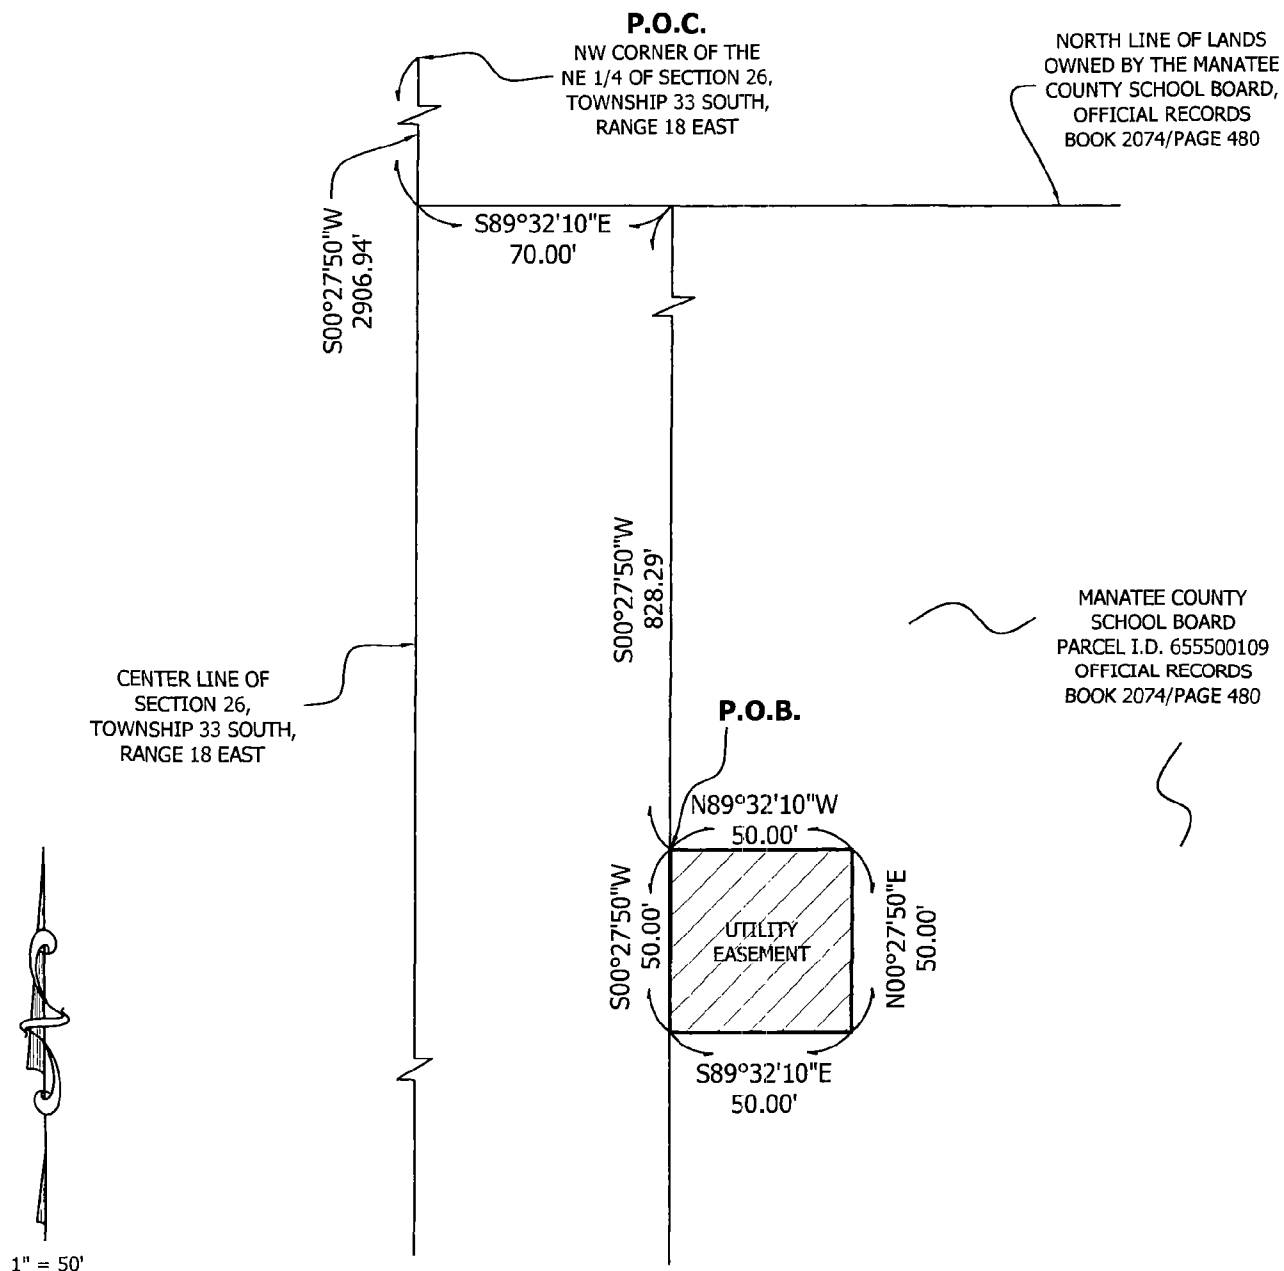 P.O.C.
NW CORNER OF THE
NE 1/4 OF SECTION 26,
TOWNSHIP 33 SOUTH,
RANGE 18 EAST
NORTH LINE OF LANDS
OWNED BY THE MANATEE
COUNTY SCHOOL BOARD,
OFFICIAL RECORDS
BOOK 2074/PAGE 480
S00°27'50"W
2906.94'
S89°32'10"E
70.00'
S00°27'50"W
828.29'
MANATEE COUNTY
SCHOOL BOARD
PARCEL I.D. 655500109
OFFICIAL RECORDS
BOOK 2074/PAGE 480
CENTER LINE OF
SECTION 26,
TOWNSHIP 33 SOUTH,
RANGE 18 EAST
P.O.B.
N89°32'10"W
50.00'
S00°27'50"W
50.00'
UTILITY
EASEMENT
N00°27'50"E
50.00'
S89°32'10"E
50.00'
1" = 50'